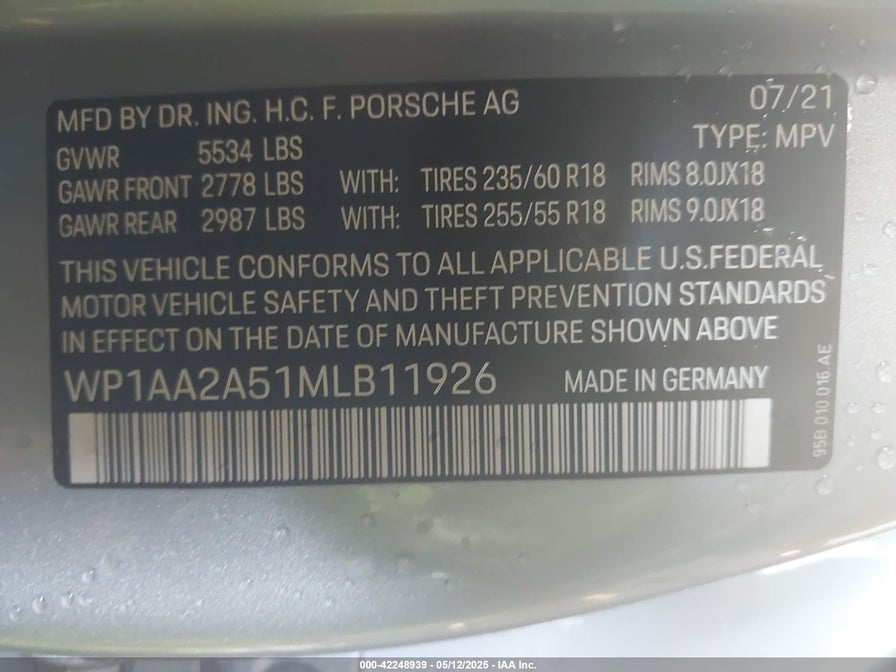 MFD BY DR. ING. H.C. F. PORSCHE AG 07/21
TYPE: MPV
GVWR 5534 LBS
GAWR FRONT 2778 LBS WITH: TIRES 235/60 R18 RIMS 8.0JX18
GAWR REAR 2987 LBS WITH: TIRES 255/55 R18 RIMS 9.0JX18
THIS VEHICLE CONFORMS TO ALL APPLICABLE U.S.FEDERAL
MOTOR VEHICLE SAFETY AND THEFT PREVENTION STANDARDS
IN EFFECT ON THE DATE OF MANUFACTURE SHOWN ABOVE
WP1AA2A51MLB11926 MADE IN GERMANY
95B 010 016 AE
000-42248939 - 05/12/2025 - IAA Inc.